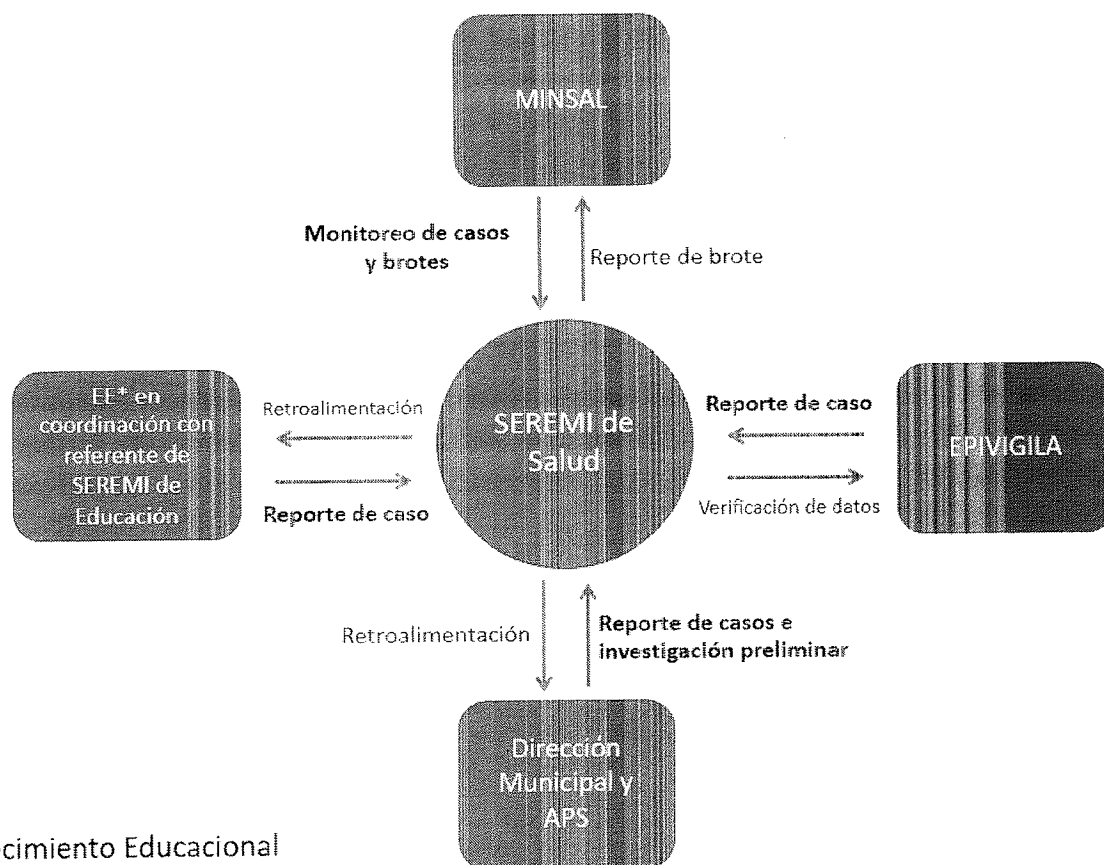 MINSAL
Monitoreo de casos
y brotes
Reporte de brote
EE* en
coordinación con
referente de
SEREMI de
Educación
Retroalimentación
Reporte de caso
SEREMI de
Salud
Reporte de caso
Verificación de datos
EPIVIGILA
Retroalimentación
Reporte de casos e
investigación preliminar
Dirección
Municipal y
APS
ecimiento Educacional